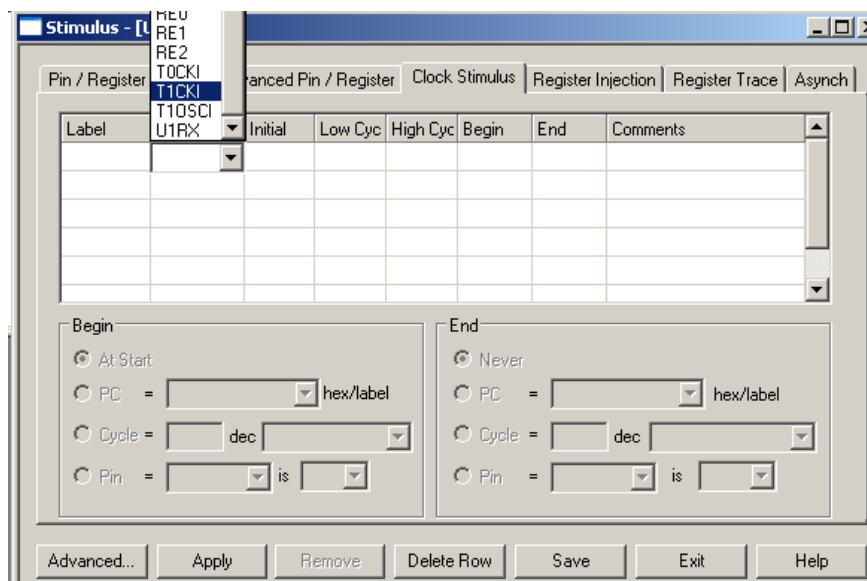 RE0
Stimulus - [
RE1
RE2
T0CKI
T1CKI
T1OSCI
U1RX
Pin / Register
vanced Pin / Register
Clock Stimulus
Register Injection
Register Trace
Asynch
Label
Initial
Low Cyc
High Cyc
Begin
End
Comments
Begin
At Start
PC = hex/label
Cycle = dec
Pin = is
End
Never
PC = hex/label
Cycle = dec
Pin = is
Advanced...
Apply
Remove
Delete Row
Save
Exit
Help